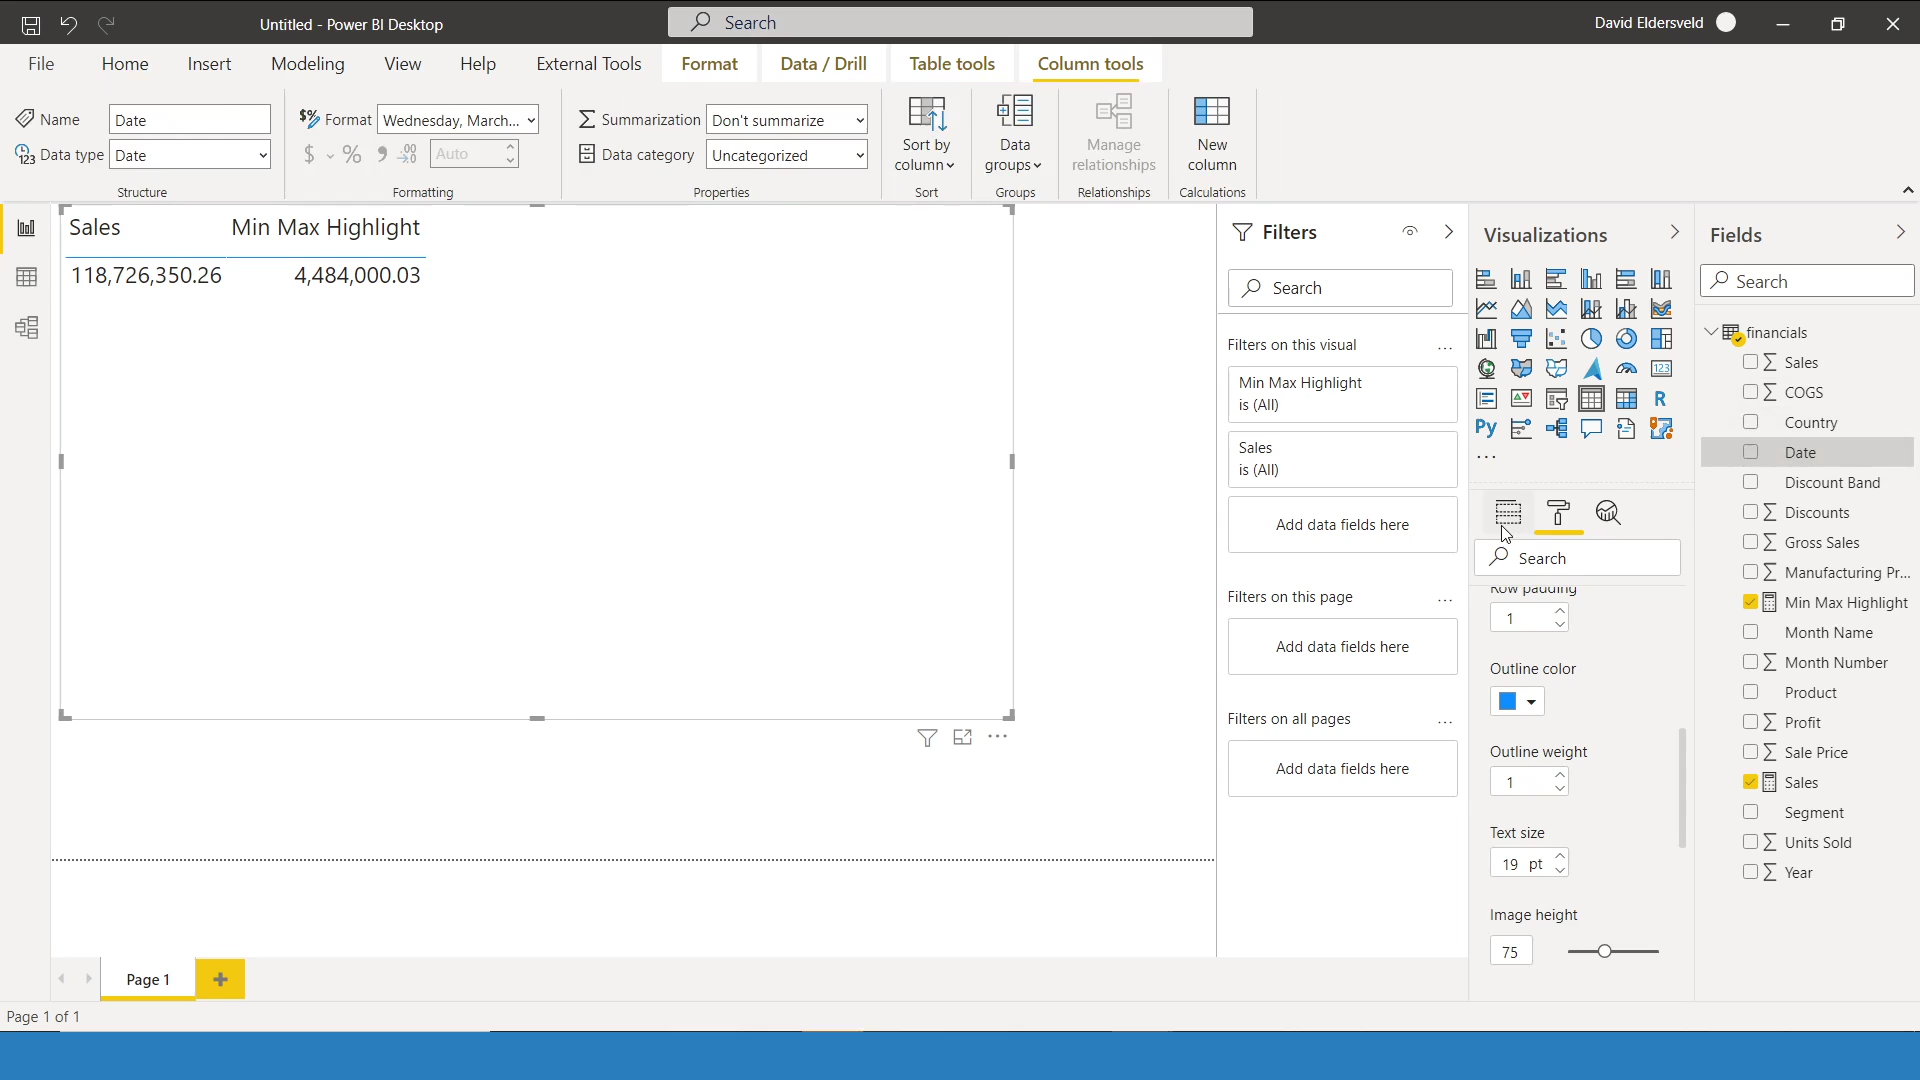 Untitled - Power BI Desktop
Search
David Eldersveld
File Home Insert Modeling View Help External Tools Format Data / Drill Table tools Column tools
Name Date
Data type Date
Structure
Format Wednesday, March...
$ % 9 .00 Auto
Formatting
Summarization Don't summarize
Data category Uncategorized
Properties
Sort by
column
Sort
Data
groups
Groups
Manage
relationships
Relationships
New
column
Calculations
Sales Min Max Highlight
118,726,350.26 4,484,000.03
Filters
Search
Filters on this visual ...
Min Max Highlight
is (All)
Sales
is (All)
Add data fields here
Filters on this page ...
Add data fields here
Filters on all pages ...
Add data fields here
Visualizations
123
R
Py
...
Search
Row padding
1
Outline color
Outline weight
1
Text size
19 pt
Image height
75
Fields
Search
financials
Sales
COGS
Country
Date
Discount Band
Discounts
Gross Sales
Manufacturing Pr...
Min Max Highlight
Month Name
Month Number
Product
Profit
Sale Price
Sales
Segment
Units Sold
Year
Page 1
Page 1 of 1